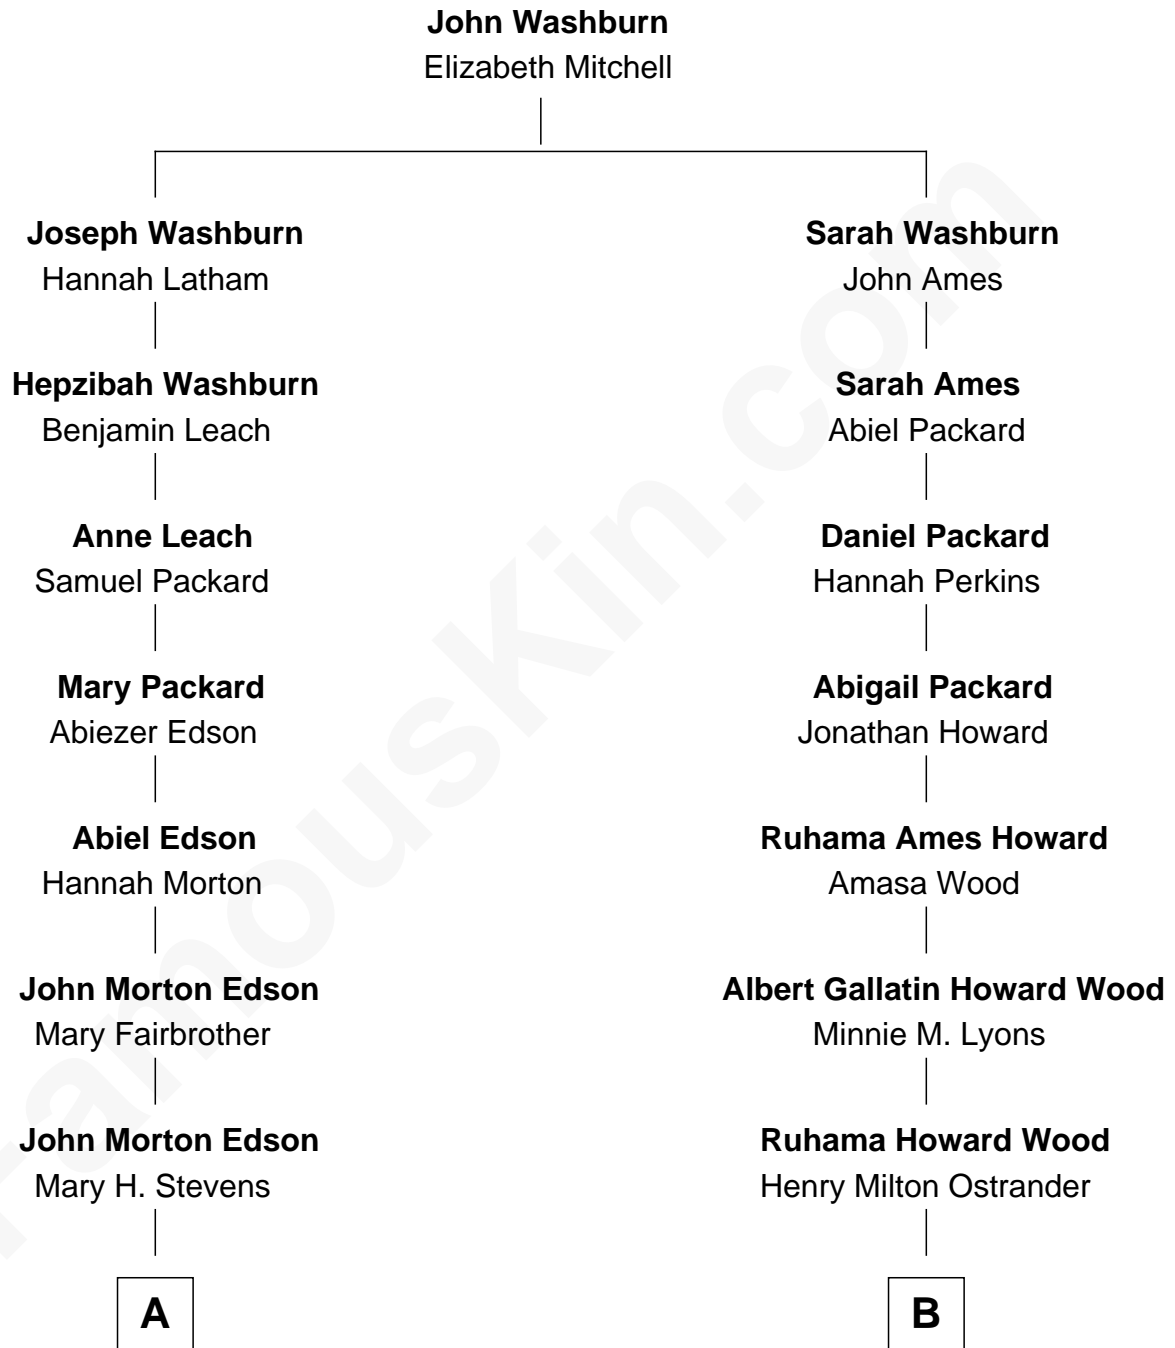 John Washburn
Elizabeth Mitchell
Joseph Washburn
Hannah Latham
Sarah Washburn
John Ames
Hepzibah Washburn
Benjamin Leach
Sarah Ames
Abiel Packard
Anne Leach
Samuel Packard
Daniel Packard
Hannah Perkins
Mary Packard
Abiezer Edson
Abigail Packard
Jonathan Howard
Abiel Edson
Hannah Morton
Ruhama Ames Howard
Amasa Wood
John Morton Edson
Mary Fairbrother
Albert Gallatin Howard Wood
Minnie M. Lyons
John Morton Edson
Mary H. Stevens
Ruhama Howard Wood
Henry Milton Ostrander
A
B
FamousKin.com